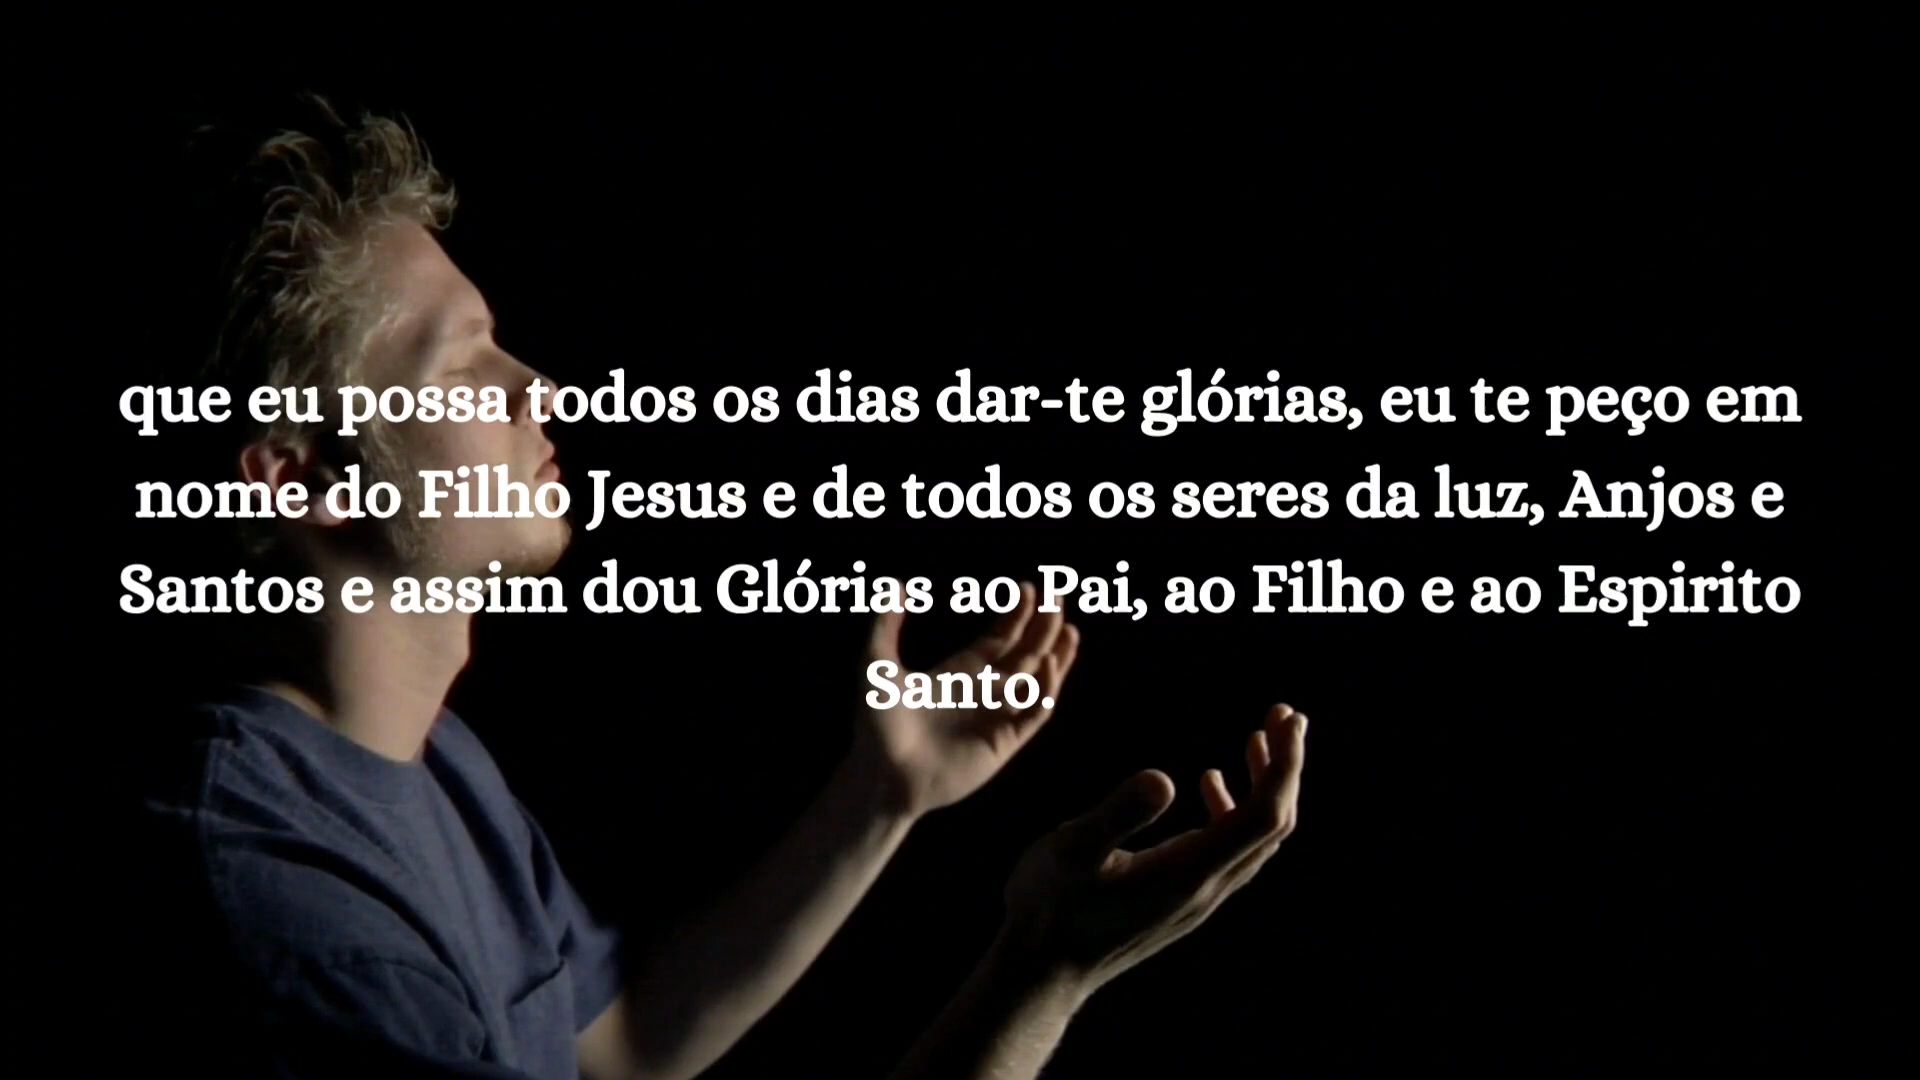 que eu possa todos os dias dar-te glórias, eu te peço em
nome do Filho Jesus e de todos os seres da luz, Anjos e
Santos e assim dou Glórias ao Pai, ao Filho e ao Espirito
Santo.